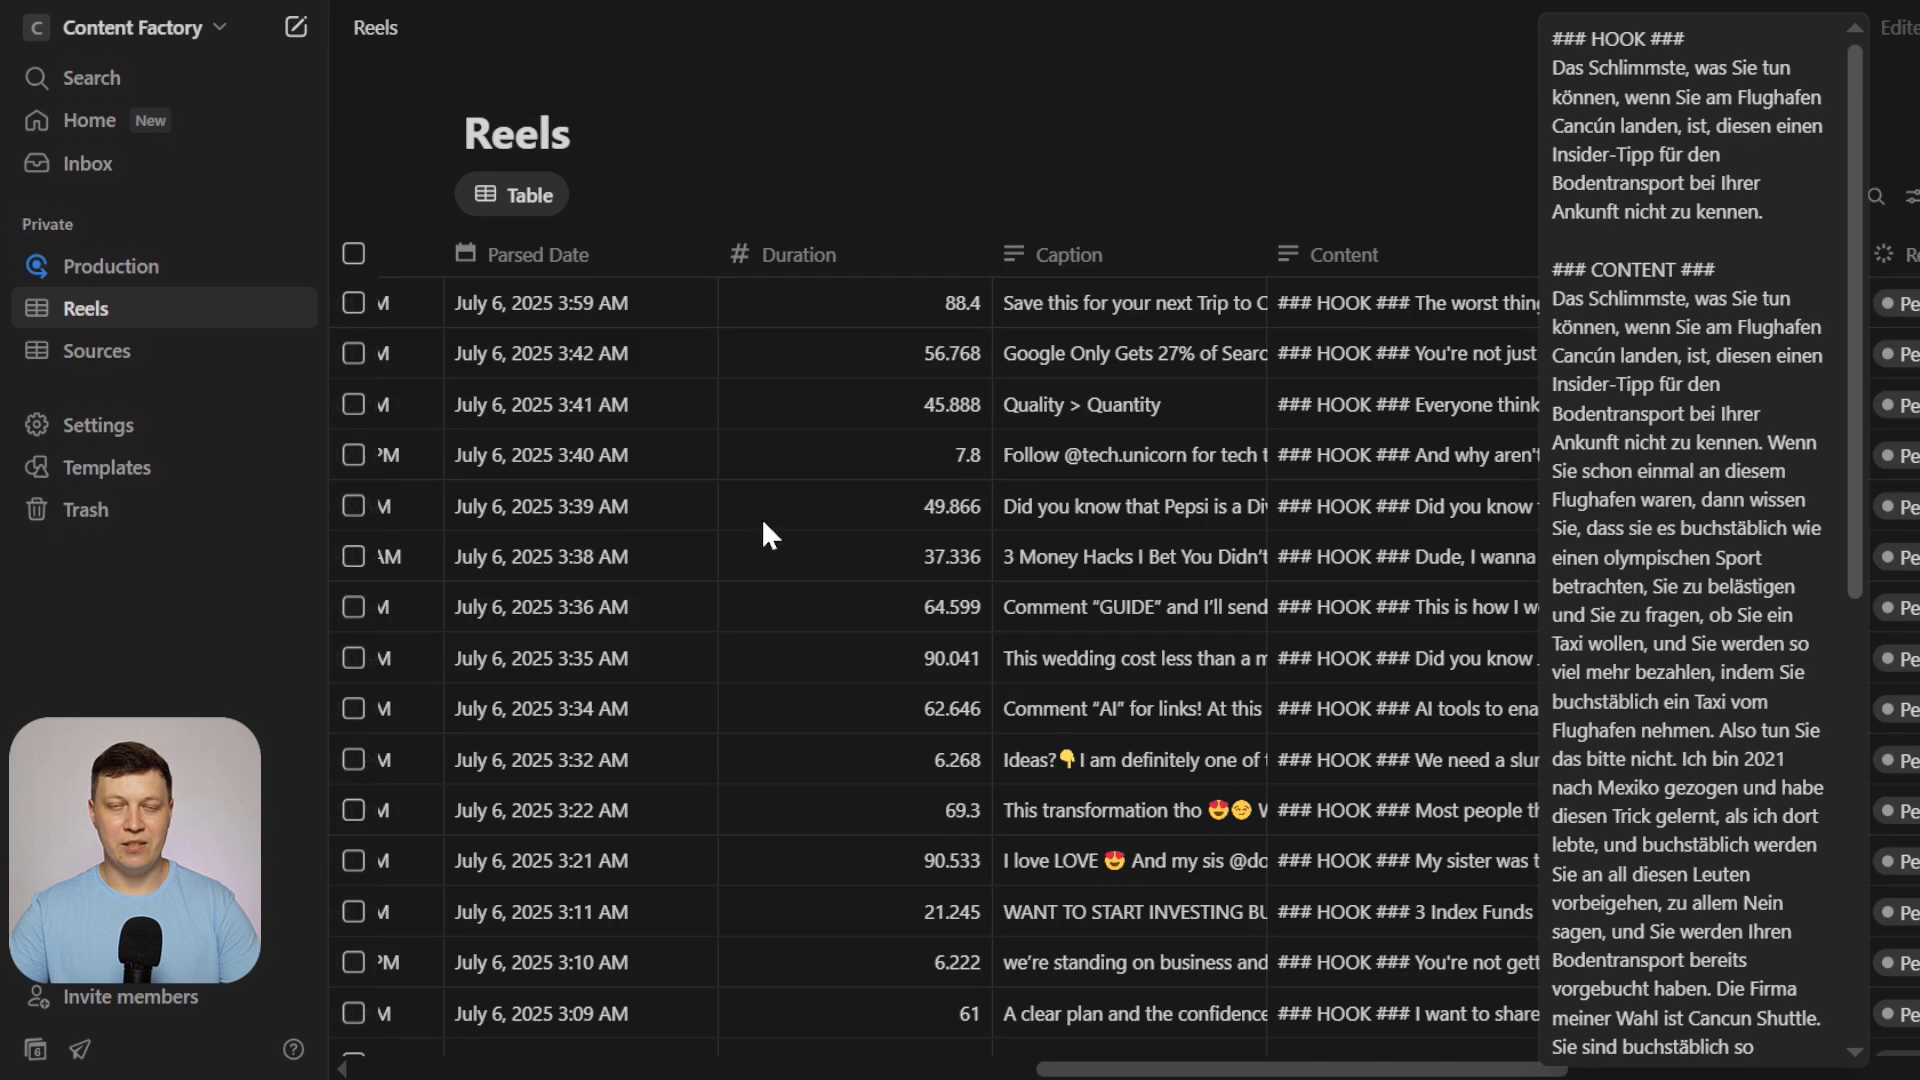 C Content Factory
Search
Home New
Inbox
Private
Production
Reels
Sources
Settings
Templates
Trash
Invite members
6
Reels
Edite
Reels
Table
Parsed Date # Duration Caption Content Re
M July 6, 2025 3:59 AM 88.4 Save this for your next Trip to C ### HOOK ### The worst thing Pe
M July 6, 2025 3:42 AM 56.768 Google Only Gets 27% of Searc ### HOOK ### You're not just Pe
M July 6, 2025 3:41 AM 45.888 Quality > Quantity ### HOOK ### Everyone think Pe
PM July 6, 2025 3:40 AM 7.8 Follow @tech.unicorn for tech t ### HOOK ### And why aren't Pe
M July 6, 2025 3:39 AM 49.866 Did you know that Pepsi is a Div ### HOOK ### Did you know Pe
AM July 6, 2025 3:38 AM 37.336 3 Money Hacks I Bet You Didn't ### HOOK ### Dude, I wanna Pe
M July 6, 2025 3:36 AM 64.599 Comment “GUIDE” and I’ll send ### HOOK ### This is how I w Pe
M July 6, 2025 3:35 AM 90.041 This wedding cost less than a m ### HOOK ### Did you know Pe
M July 6, 2025 3:34 AM 62.646 Comment “AI” for links! At this ### HOOK ### AI tools to ena Pe
M July 6, 2025 3:32 AM 6.268 Ideas?👇I am definitely one of t ### HOOK ### We need a slur Pe
M July 6, 2025 3:22 AM 69.3 This transformation tho 😍😏 W ### HOOK ### Most people th Pe
M July 6, 2025 3:21 AM 90.533 I love LOVE 😍 And my sis @do ### HOOK ### My sister was t Pe
M July 6, 2025 3:11 AM 21.245 WANT TO START INVESTING BU ### HOOK ### 3 Index Funds Pe
PM July 6, 2025 3:10 AM 6.222 we’re standing on business and ### HOOK ### You're not gett Pe
M July 6, 2025 3:09 AM 61 A clear plan and the confidence ### HOOK ### I want to share Pe
### HOOK ###
Das Schlimmste, was Sie tun
können, wenn Sie am Flughafen
Cancún landen, ist, diesen einen
Insider-Tipp für den
Bodentransport bei Ihrer
Ankunft nicht zu kennen.
### CONTENT ###
Das Schlimmste, was Sie tun
können, wenn Sie am Flughafen
Cancún landen, ist, diesen einen
Insider-Tipp für den
Bodentransport bei Ihrer
Ankunft nicht zu kennen. Wenn
Sie schon einmal an diesem
Flughafen waren, dann wissen
Sie, dass sie es buchstäblich wie
einen olympischen Sport
betrachten, Sie zu belästigen
und Sie zu fragen, ob Sie ein
Taxi wollen, und Sie werden so
viel mehr bezahlen, indem Sie
buchstäblich ein Taxi vom
Flughafen nehmen. Also tun Sie
das bitte nicht. Ich bin 2021
nach Mexiko gezogen und habe
diesen Trick gelernt, als ich dort
lebte, und buchstäblich werden
Sie an all diesen Leuten
vorbeigehen, zu allem Nein
sagen, und Sie werden Ihren
Bodentransport bereits
vorgebucht haben. Die Firma
meiner Wahl ist Cancun Shuttle.
Sie sind buchstäblich so